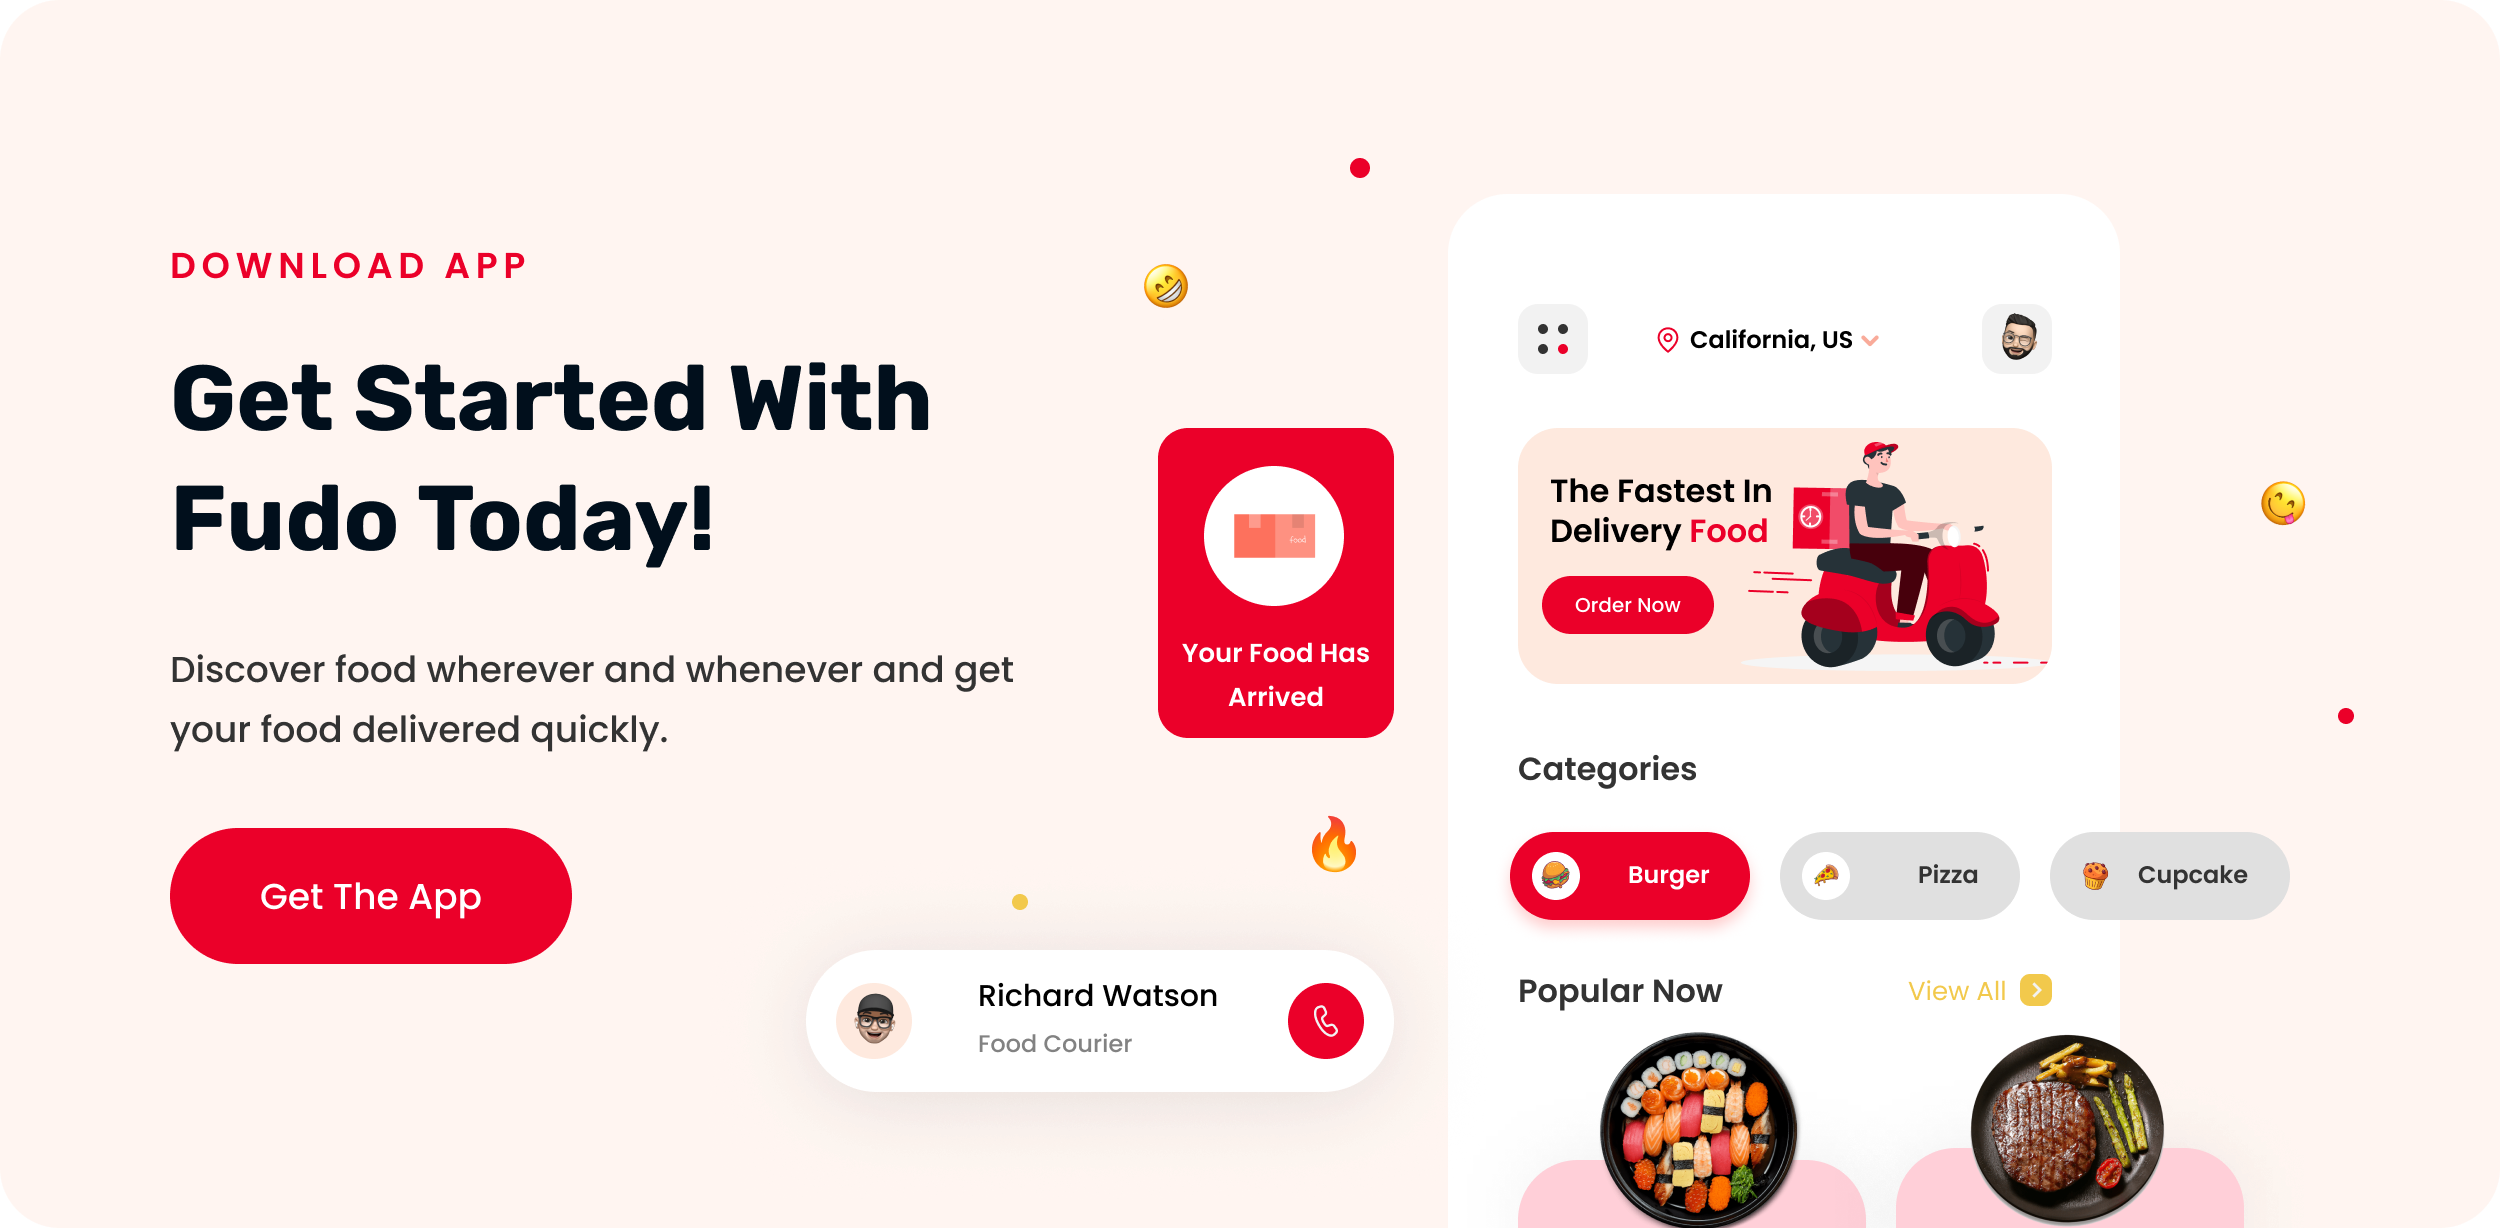 DOWNLOAD APP
Get Started With
Fudo Today!
Discover food wherever and whenever and get
your food delivered quickly.
Get The App
food
Your Food Has
Arrived
Richard Watson
Food Courier
California, US
The Fastest In
Delivery Food
Order Now
Categories
Burger
Pizza
Cupcake
Popular Now
View All